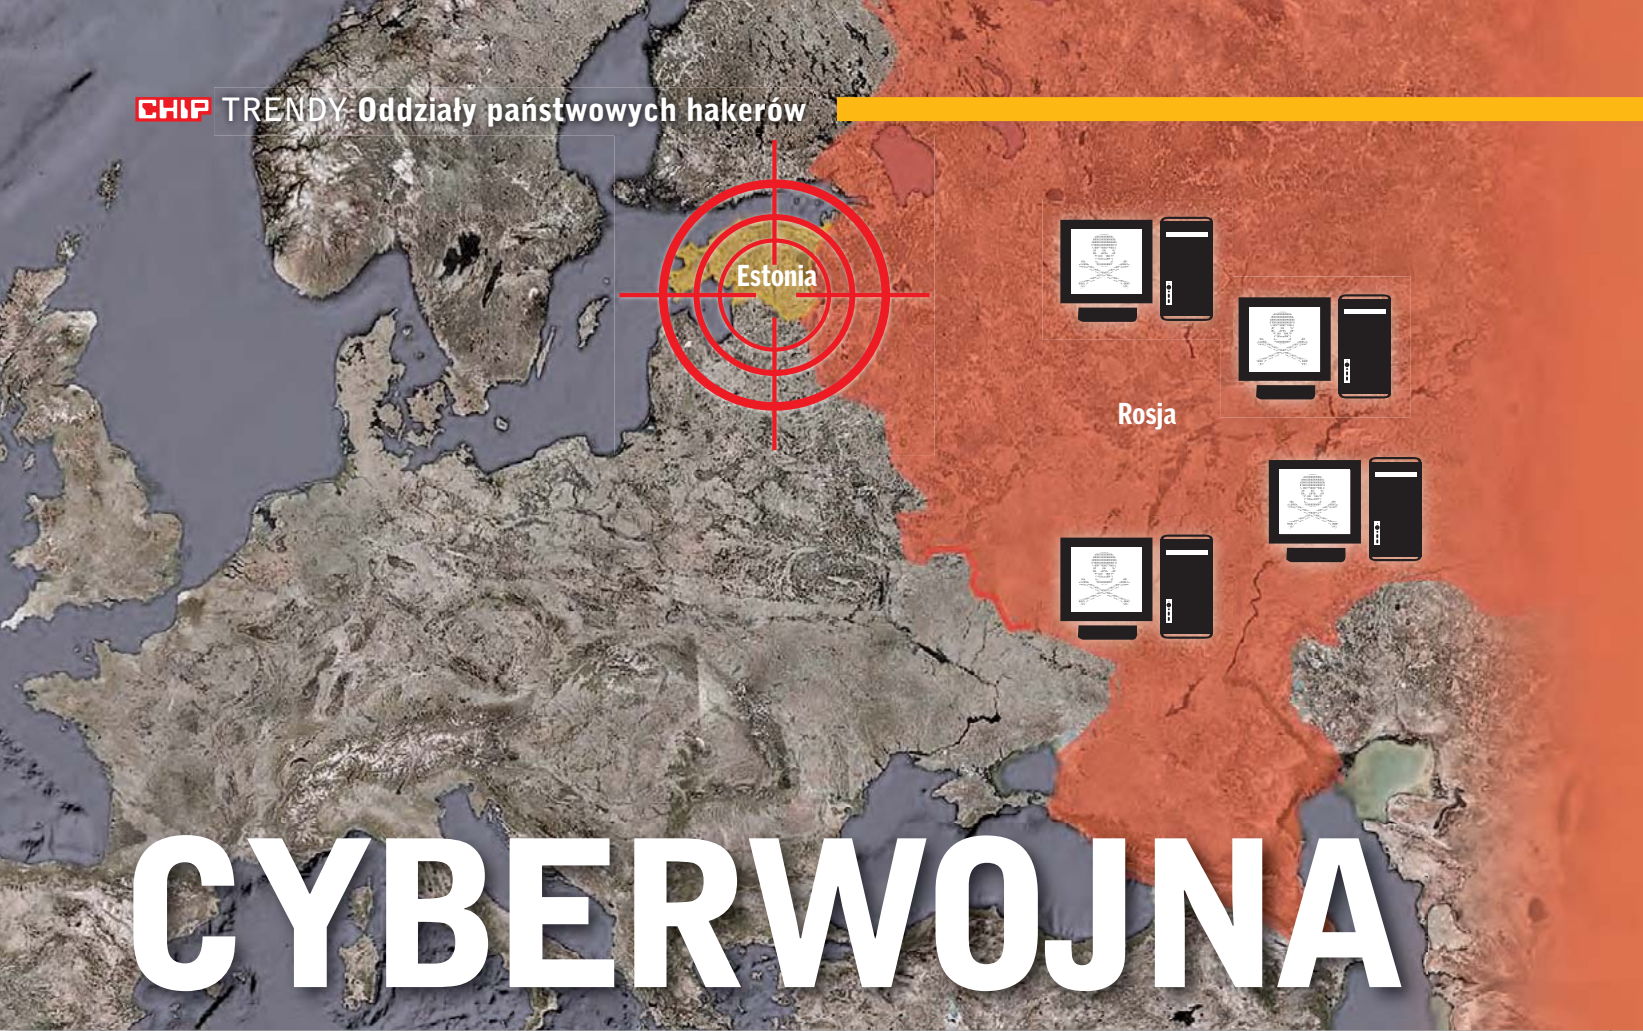 CHIP TRENDY Oddziały państwowych hakerów
Estonia
Rosja
CYBERWOJNA